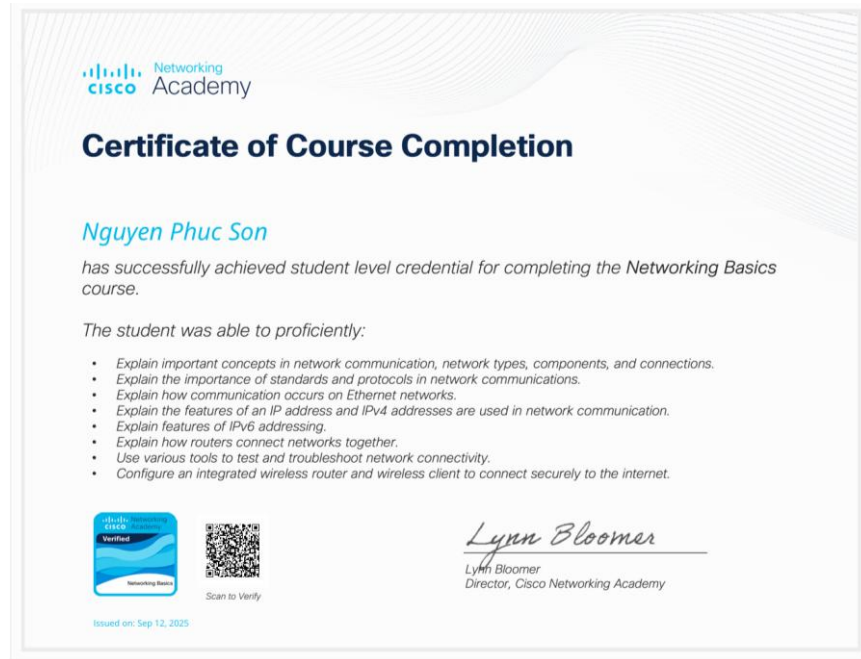 Networking
CISCO Academy
Certificate of Course Completion
Nguyen Phuc Son
has successfully achieved student level credential for completing the Networking Basics
course.
The student was able to proficiently:
• Explain important concepts in network communication, network types, components, and connections.
• Explain the importance of standards and protocols in network communications.
• Explain how communication occurs on Ethernet networks.
• Explain the features of an IP address and IPv4 addresses are used in network communication.
• Explain features of IPv6 addressing.
• Explain how routers connect networks together.
• Use various tools to test and troubleshoot network connectivity.
• Configure an integrated wireless router and wireless client to connect securely to the internet.
Networking
CISCO Academy
Verified
Networking Basics
Scan to Verify
Lynn Bloomer
Lynn Bloomer
Director, Cisco Networking Academy
Issued on: Sep 12, 2025